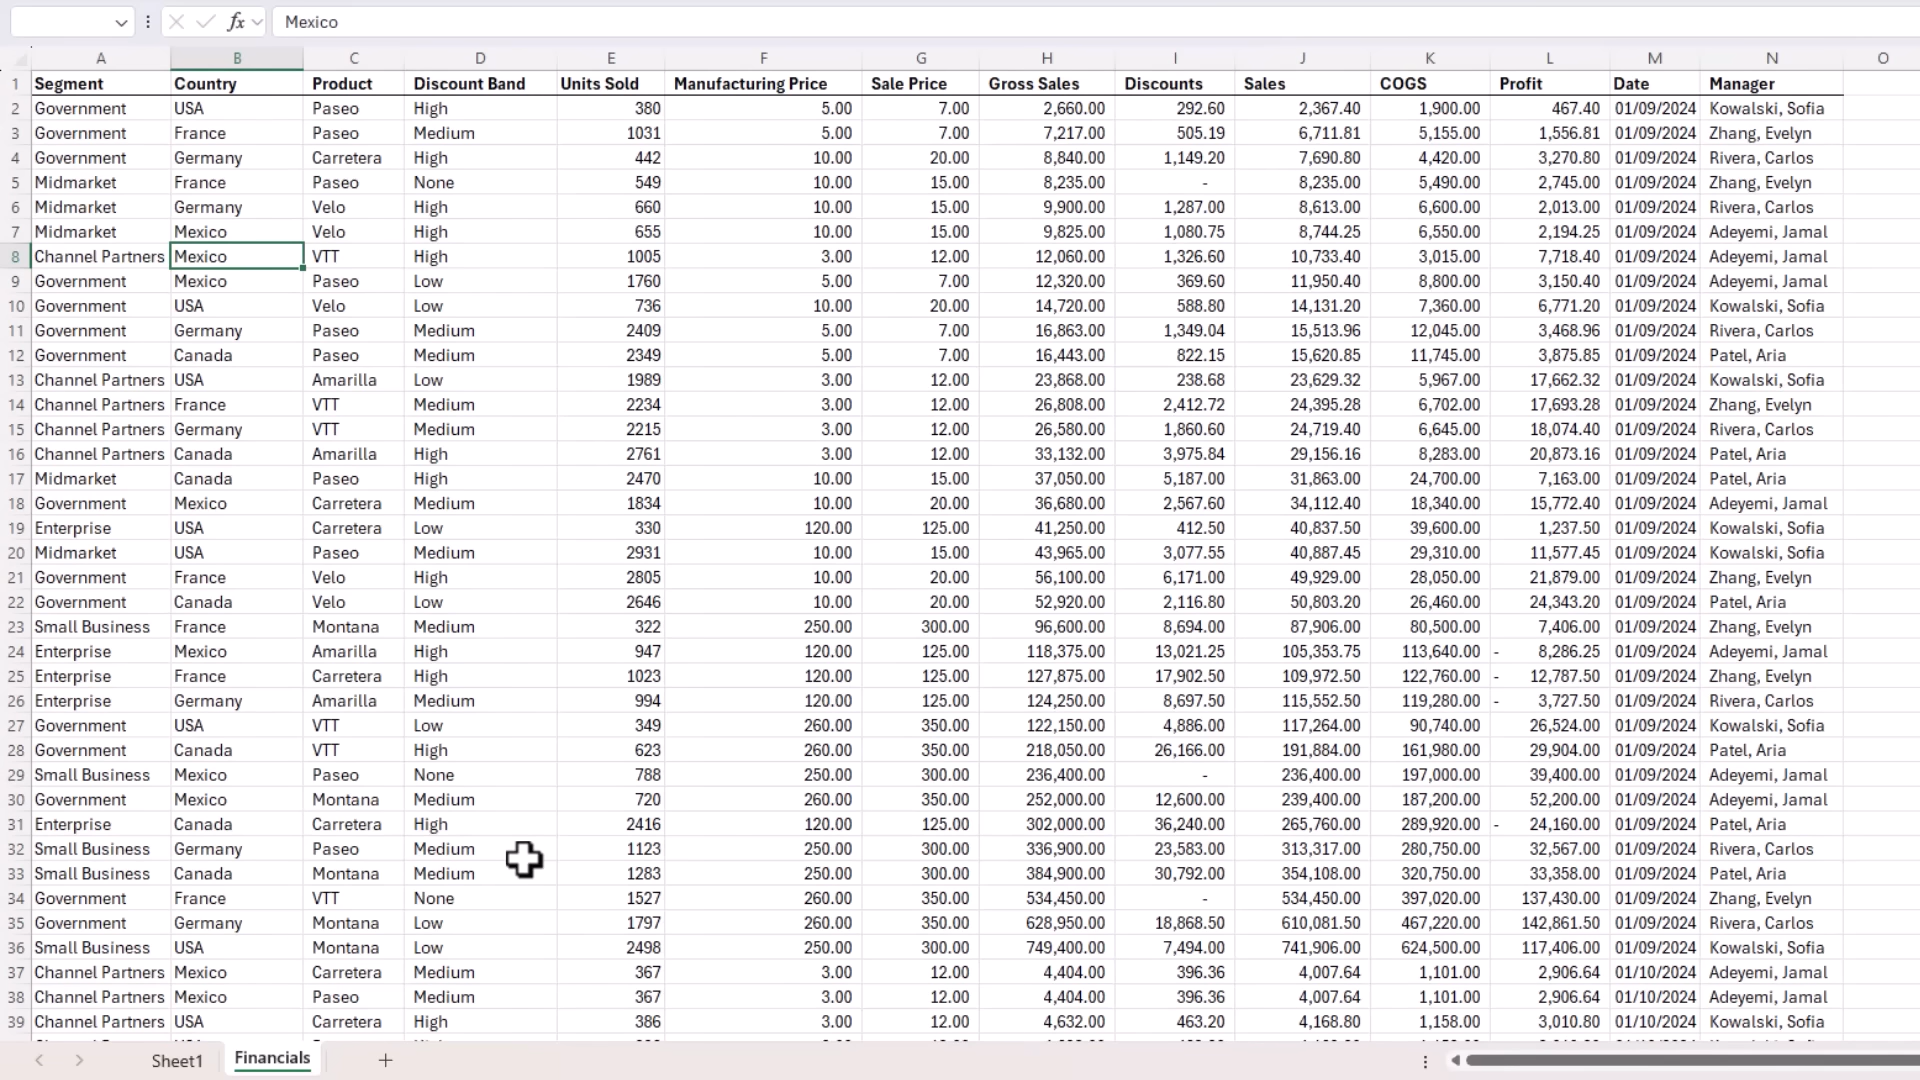 Mexico
A B C D E F G H I J K L M N O
1 Segment Country Product Discount Band Units Sold Manufacturing Price Sale Price Gross Sales Discounts Sales COGS Profit Date Manager
2 Government USA Paseo High 380 5.00 7.00 2,660.00 292.60 2,367.40 1,900.00 467.40 01/09/2024 Kowalski, Sofia
3 Government France Paseo Medium 1031 5.00 7.00 7,217.00 505.19 6,711.81 5,155.00 1,556.81 01/09/2024 Zhang, Evelyn
4 Government Germany Carretera High 442 10.00 20.00 8,840.00 1,149.20 7,690.80 4,420.00 3,270.80 01/09/2024 Rivera, Carlos
5 Midmarket France Paseo None 549 10.00 15.00 8,235.00 - 8,235.00 5,490.00 2,745.00 01/09/2024 Zhang, Evelyn
6 Midmarket Germany Velo High 660 10.00 15.00 9,900.00 1,287.00 8,613.00 6,600.00 2,013.00 01/09/2024 Rivera, Carlos
7 Midmarket Mexico Velo High 655 10.00 15.00 9,825.00 1,080.75 8,744.25 6,550.00 2,194.25 01/09/2024 Adeyemi, Jamal
8 Channel Partners Mexico VTT High 1005 3.00 12.00 12,060.00 1,326.60 10,733.40 3,015.00 7,718.40 01/09/2024 Adeyemi, Jamal
9 Government Mexico Paseo Low 1760 5.00 7.00 12,320.00 369.60 11,950.40 8,800.00 3,150.40 01/09/2024 Adeyemi, Jamal
10 Government USA Velo Low 736 10.00 20.00 14,720.00 588.80 14,131.20 7,360.00 6,771.20 01/09/2024 Kowalski, Sofia
11 Government Germany Paseo Medium 2409 5.00 7.00 16,863.00 1,349.04 15,513.96 12,045.00 3,468.96 01/09/2024 Rivera, Carlos
12 Government Canada Paseo Medium 2349 5.00 7.00 16,443.00 822.15 15,620.85 11,745.00 3,875.85 01/09/2024 Patel, Aria
13 Channel Partners USA Amarilla Low 1989 3.00 12.00 23,868.00 238.68 23,629.32 5,967.00 17,662.32 01/09/2024 Kowalski, Sofia
14 Channel Partners France VTT Medium 2234 3.00 12.00 26,808.00 2,412.72 24,395.28 6,702.00 17,693.28 01/09/2024 Zhang, Evelyn
15 Channel Partners Germany VTT Medium 2215 3.00 12.00 26,580.00 1,860.60 24,719.40 6,645.00 18,074.40 01/09/2024 Rivera, Carlos
16 Channel Partners Canada Amarilla High 2761 3.00 12.00 33,132.00 3,975.84 29,156.16 8,283.00 20,873.16 01/09/2024 Patel, Aria
17 Midmarket Canada Paseo High 2470 10.00 15.00 37,050.00 5,187.00 31,863.00 24,700.00 7,163.00 01/09/2024 Patel, Aria
18 Government Mexico Carretera Medium 1834 10.00 20.00 36,680.00 2,567.60 34,112.40 18,340.00 15,772.40 01/09/2024 Adeyemi, Jamal
19 Enterprise USA Carretera Low 330 120.00 125.00 41,250.00 412.50 40,837.50 39,600.00 1,237.50 01/09/2024 Kowalski, Sofia
20 Midmarket USA Paseo Medium 2931 10.00 15.00 43,965.00 3,077.55 40,887.45 29,310.00 11,577.45 01/09/2024 Kowalski, Sofia
21 Government France Velo High 2805 10.00 20.00 56,100.00 6,171.00 49,929.00 28,050.00 21,879.00 01/09/2024 Zhang, Evelyn
22 Government Canada Velo Low 2646 10.00 20.00 52,920.00 2,116.80 50,803.20 26,460.00 24,343.20 01/09/2024 Patel, Aria
23 Small Business France Montana Medium 322 250.00 300.00 96,600.00 8,694.00 87,906.00 80,500.00 7,406.00 01/09/2024 Zhang, Evelyn
24 Enterprise Mexico Amarilla High 947 120.00 125.00 118,375.00 13,021.25 105,353.75 113,640.00 - 8,286.25 01/09/2024 Adeyemi, Jamal
25 Enterprise France Carretera High 1023 120.00 125.00 127,875.00 17,902.50 109,972.50 122,760.00 - 12,787.50 01/09/2024 Zhang, Evelyn
26 Enterprise Germany Amarilla Medium 994 120.00 125.00 124,250.00 8,697.50 115,552.50 119,280.00 - 3,727.50 01/09/2024 Rivera, Carlos
27 Government USA VTT Low 349 260.00 350.00 122,150.00 4,886.00 117,264.00 90,740.00 26,524.00 01/09/2024 Kowalski, Sofia
28 Government Canada VTT High 623 260.00 350.00 218,050.00 26,166.00 191,884.00 161,980.00 29,904.00 01/09/2024 Patel, Aria
29 Small Business Mexico Paseo None 788 250.00 300.00 236,400.00 - 236,400.00 197,000.00 39,400.00 01/09/2024 Adeyemi, Jamal
30 Government Mexico Montana Medium 720 260.00 350.00 252,000.00 12,600.00 239,400.00 187,200.00 52,200.00 01/09/2024 Adeyemi, Jamal
31 Enterprise Canada Carretera High 2416 120.00 125.00 302,000.00 36,240.00 265,760.00 289,920.00 - 24,160.00 01/09/2024 Patel, Aria
32 Small Business Germany Paseo Medium 1123 250.00 300.00 336,900.00 23,583.00 313,317.00 280,750.00 32,567.00 01/09/2024 Rivera, Carlos
33 Small Business Canada Montana Medium 1283 250.00 300.00 384,900.00 30,792.00 354,108.00 320,750.00 33,358.00 01/09/2024 Patel, Aria
34 Government France VTT None 1527 260.00 350.00 534,450.00 - 534,450.00 397,020.00 137,430.00 01/09/2024 Zhang, Evelyn
35 Government Germany Montana Low 1797 260.00 350.00 628,950.00 18,868.50 610,081.50 467,220.00 142,861.50 01/09/2024 Rivera, Carlos
36 Small Business USA Montana Low 2498 250.00 300.00 749,400.00 7,494.00 741,906.00 624,500.00 117,406.00 01/09/2024 Kowalski, Sofia
37 Channel Partners Mexico Carretera Medium 367 3.00 12.00 4,404.00 396.36 4,007.64 1,101.00 2,906.64 01/10/2024 Adeyemi, Jamal
38 Channel Partners Mexico Paseo Medium 367 3.00 12.00 4,404.00 396.36 4,007.64 1,101.00 2,906.64 01/10/2024 Adeyemi, Jamal
39 Channel Partners USA Carretera High 386 3.00 12.00 4,632.00 463.20 4,168.80 1,158.00 3,010.80 01/10/2024 Kowalski, Sofia
Sheet1 Financials